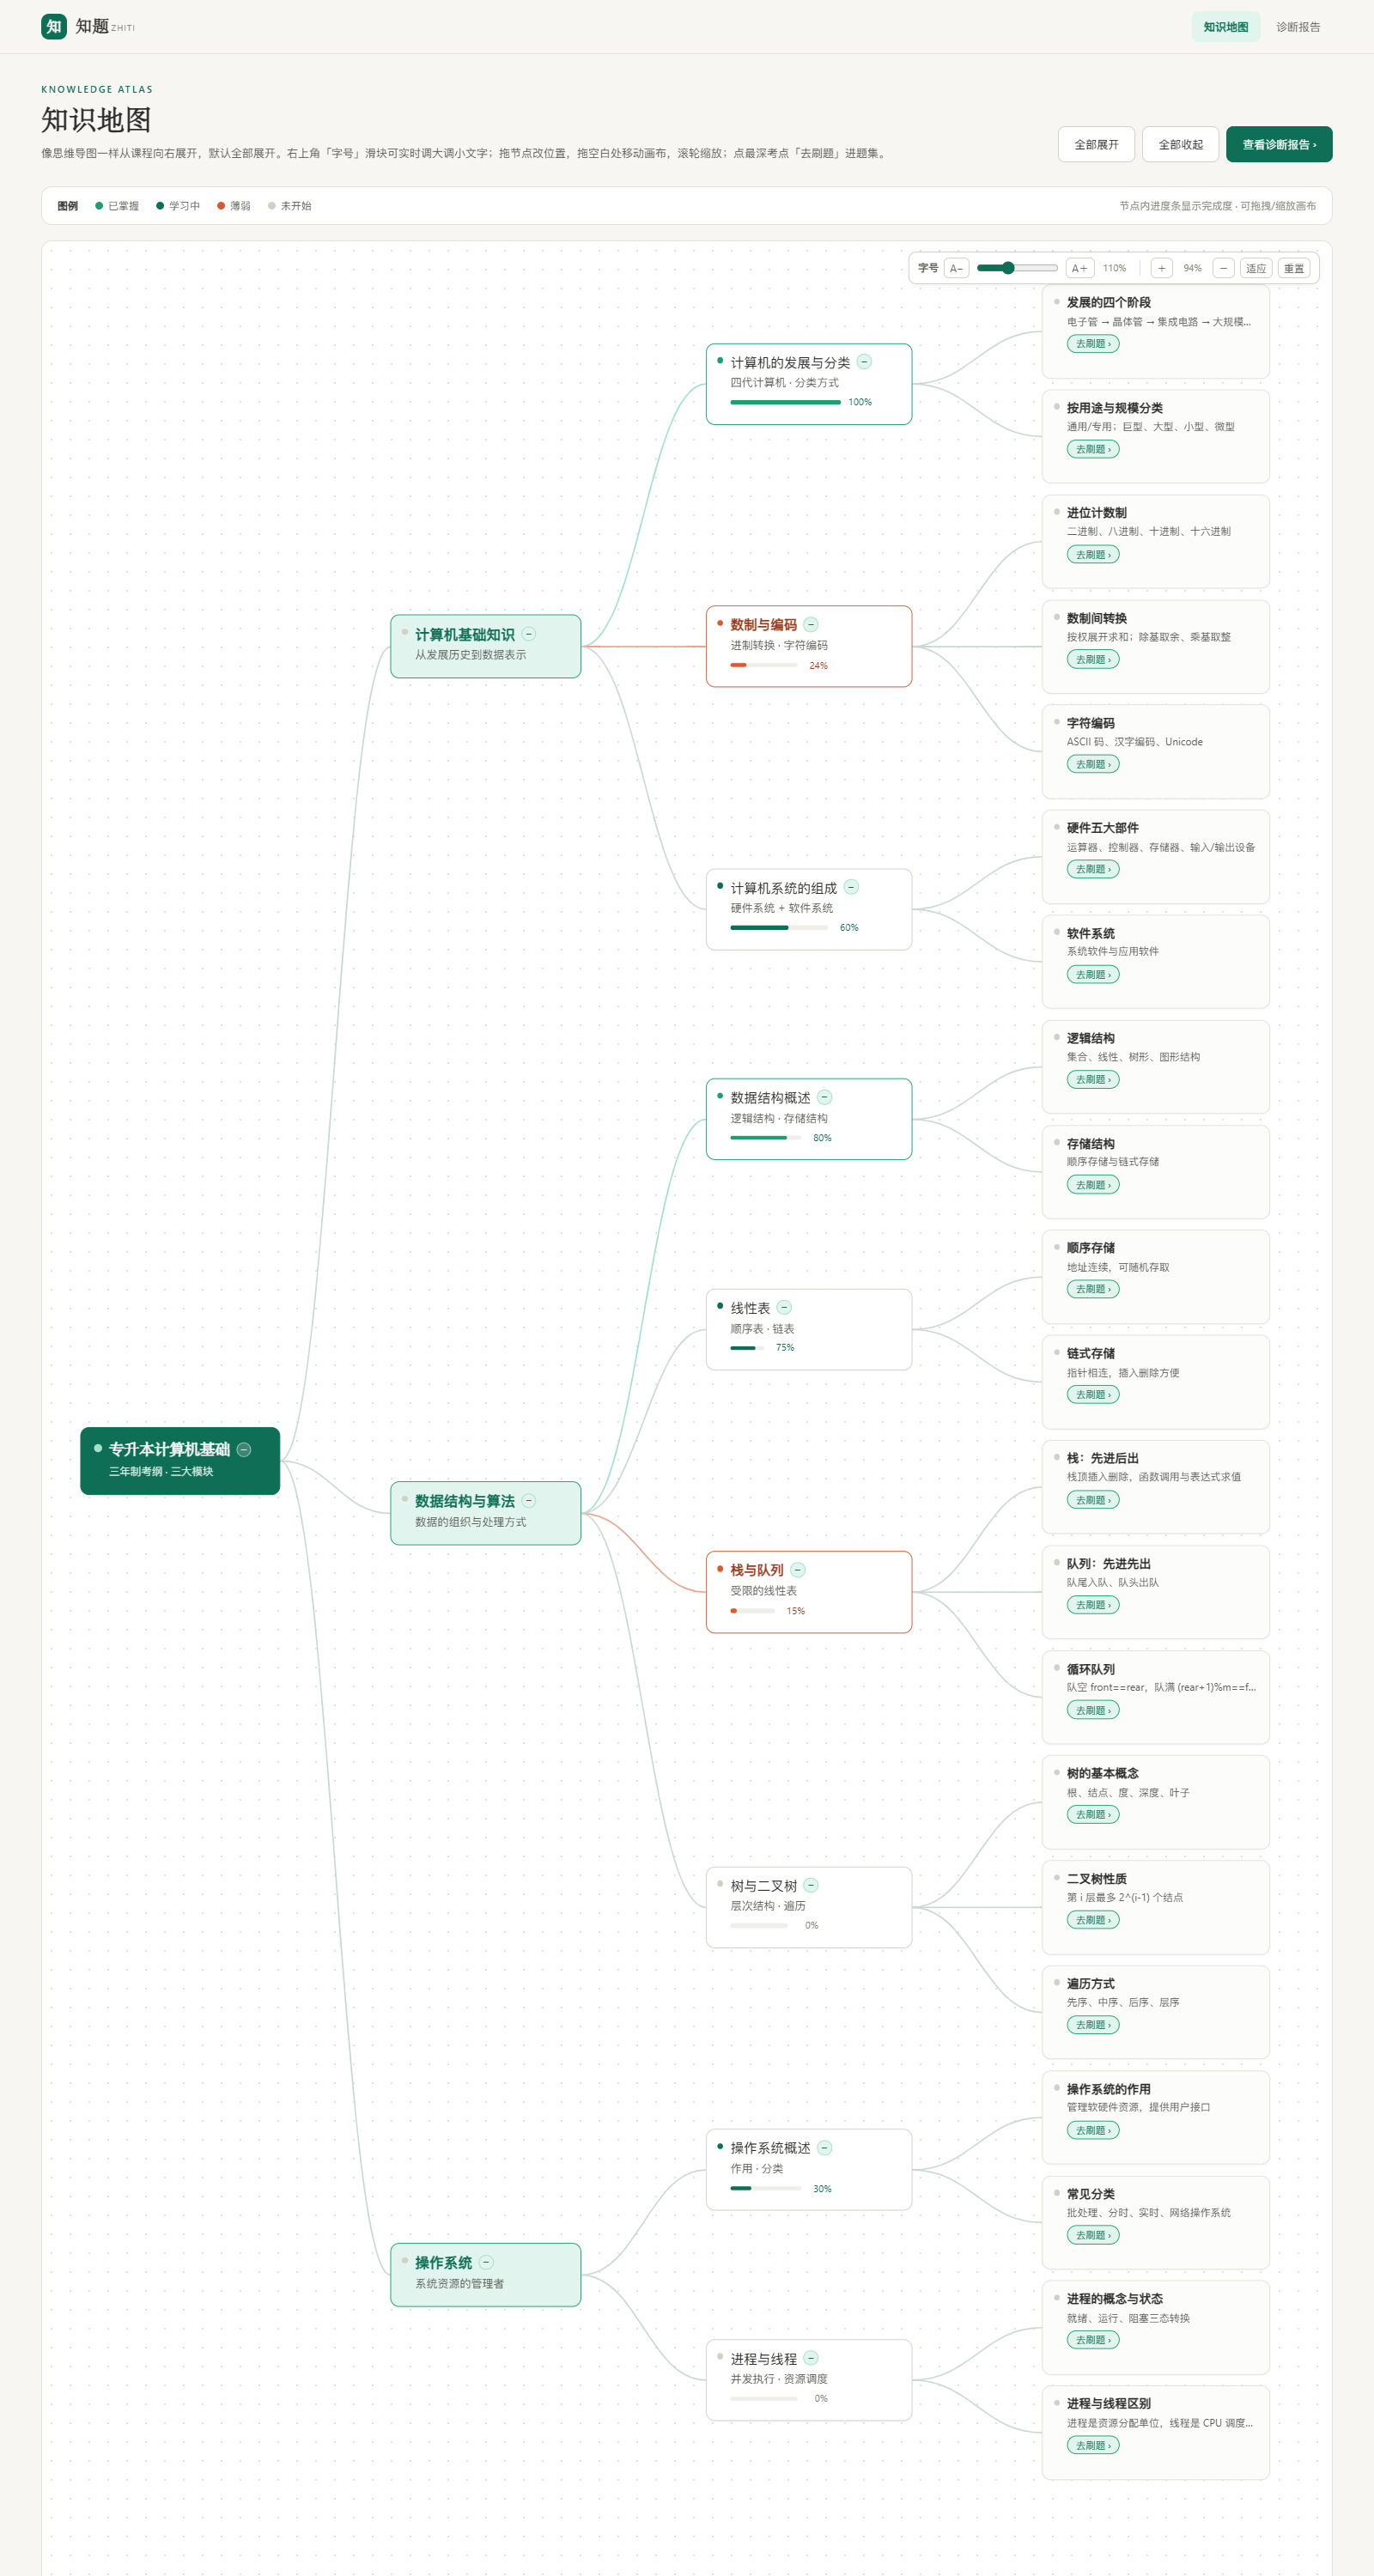 知 知题 ZHITI
知识地图 诊断报告
KNOWLEDGE ATLAS
知识地图
像思维导图一样从课程向右展开，默认全部展开。右上角「字号」滑块可实时调大调小文字；拖节点改位置，拖空白处移动画布，滚轮缩放；点最深考点「去刷题」进题集。
全部展开 全部收起 查看诊断报告 ›
图例 已掌握 学习中 薄弱 未开始 节点内进度条显示完成度 · 可拖拽/缩放画布
字号 A− A+ 110% + 94% − 适应 重置
专升本计算机基础 −
三年制考纲 · 三大模块
计算机基础知识 −
从发展历史到数据表示
计算机的发展与分类 −
四代计算机 · 分类方式
100%
发展的四个阶段
电子管 → 晶体管 → 集成电路 → 大规模…
去刷题 ›
按用途与规模分类
通用/专用；巨型、大型、小型、微型
去刷题 ›
数制与编码 −
进制转换 · 字符编码
24%
进位计数制
二进制、八进制、十进制、十六进制
去刷题 ›
数制间转换
按权展开求和；除基取余、乘基取整
去刷题 ›
字符编码
ASCII 码、汉字编码、Unicode
去刷题 ›
计算机系统的组成 −
硬件系统 + 软件系统
60%
硬件五大部件
运算器、控制器、存储器、输入/输出设备
去刷题 ›
软件系统
系统软件与应用软件
去刷题 ›
数据结构与算法 −
数据的组织与处理方式
数据结构概述 −
逻辑结构 · 存储结构
80%
逻辑结构
集合、线性、树形、图形结构
去刷题 ›
存储结构
顺序存储与链式存储
去刷题 ›
线性表 −
顺序表 · 链表
75%
顺序存储
地址连续，可随机存取
去刷题 ›
链式存储
指针相连，插入删除方便
去刷题 ›
栈与队列 −
受限的线性表
15%
栈：先进后出
栈顶插入删除，函数调用与表达式求值
去刷题 ›
队列：先进先出
队尾入队、队头出队
去刷题 ›
循环队列
队空 front==rear，队满 (rear+1)%m==f…
去刷题 ›
树与二叉树 −
层次结构 · 遍历
0%
树的基本概念
根、结点、度、深度、叶子
去刷题 ›
二叉树性质
第 i 层最多 2^(i-1) 个结点
去刷题 ›
遍历方式
先序、中序、后序、层序
去刷题 ›
操作系统 −
系统资源的管理者
操作系统概述 −
作用 · 分类
30%
操作系统的作用
管理软硬件资源，提供用户接口
去刷题 ›
常见分类
批处理、分时、实时、网络操作系统
去刷题 ›
进程与线程 −
并发执行 · 资源调度
0%
进程的概念与状态
就绪、运行、阻塞三态转换
去刷题 ›
进程与线程区别
进程是资源分配单位，线程是 CPU 调度…
去刷题 ›